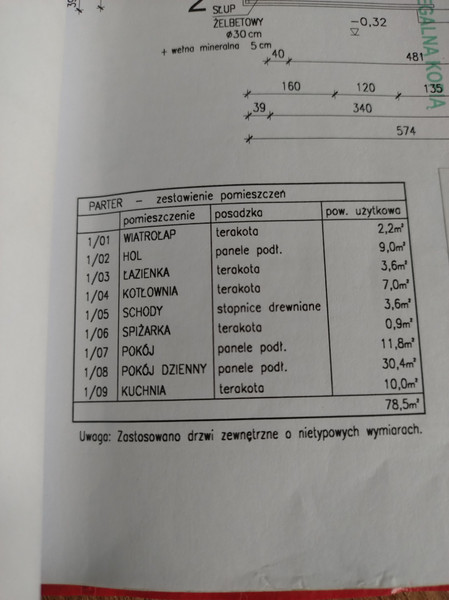 2 SŁUP
ŻELBETOWY
ø30cm
+ wełna mineralna 5 cm
-0,32
EGALNA KOPIA
40 481
160 120 135
39 340
574
PARTER - zestawienie pomieszczeń
pomieszczenie posadzka pow. użytkowa
1/01 WIATROŁAP terakota 2,2m²
1/02 HOL panele podł. 9,0m²
1/03 ŁAZIENKA terakota 3,6m²
1/04 KOTŁOWNIA terakota 7,0m²
1/05 SCHODY stopnice drewniane 3,6m²
1/06 SPIŻARKA terakota 0,9m²
1/07 POKÓJ panele podł. 11,8m²
1/08 POKÓJ DZIENNY panele podł. 30,4m²
1/09 KUCHNIA terakota 10,0m²
78,5m²
Uwaga: Zastosowano drzwi zewnętrzne o nietypowych wymiarach.